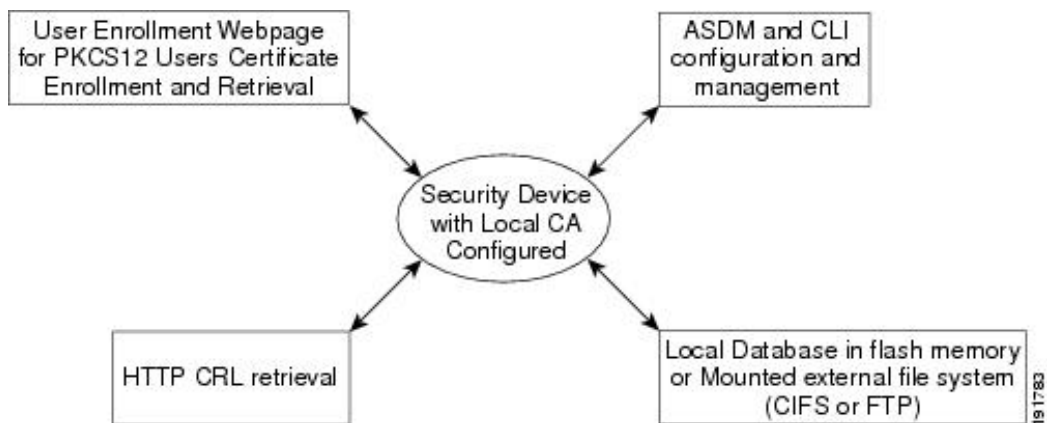 User Enrollment Webpage
for PKCS12 Users Certificate
Enrollment and Retrieval
ASDM and CLI
configuration and
management
Security Device
with Local CA
Configured
HTTP CRL retrieval
Local Database in flash memory
or Mounted external file system
(CIFS or FTP)
191783